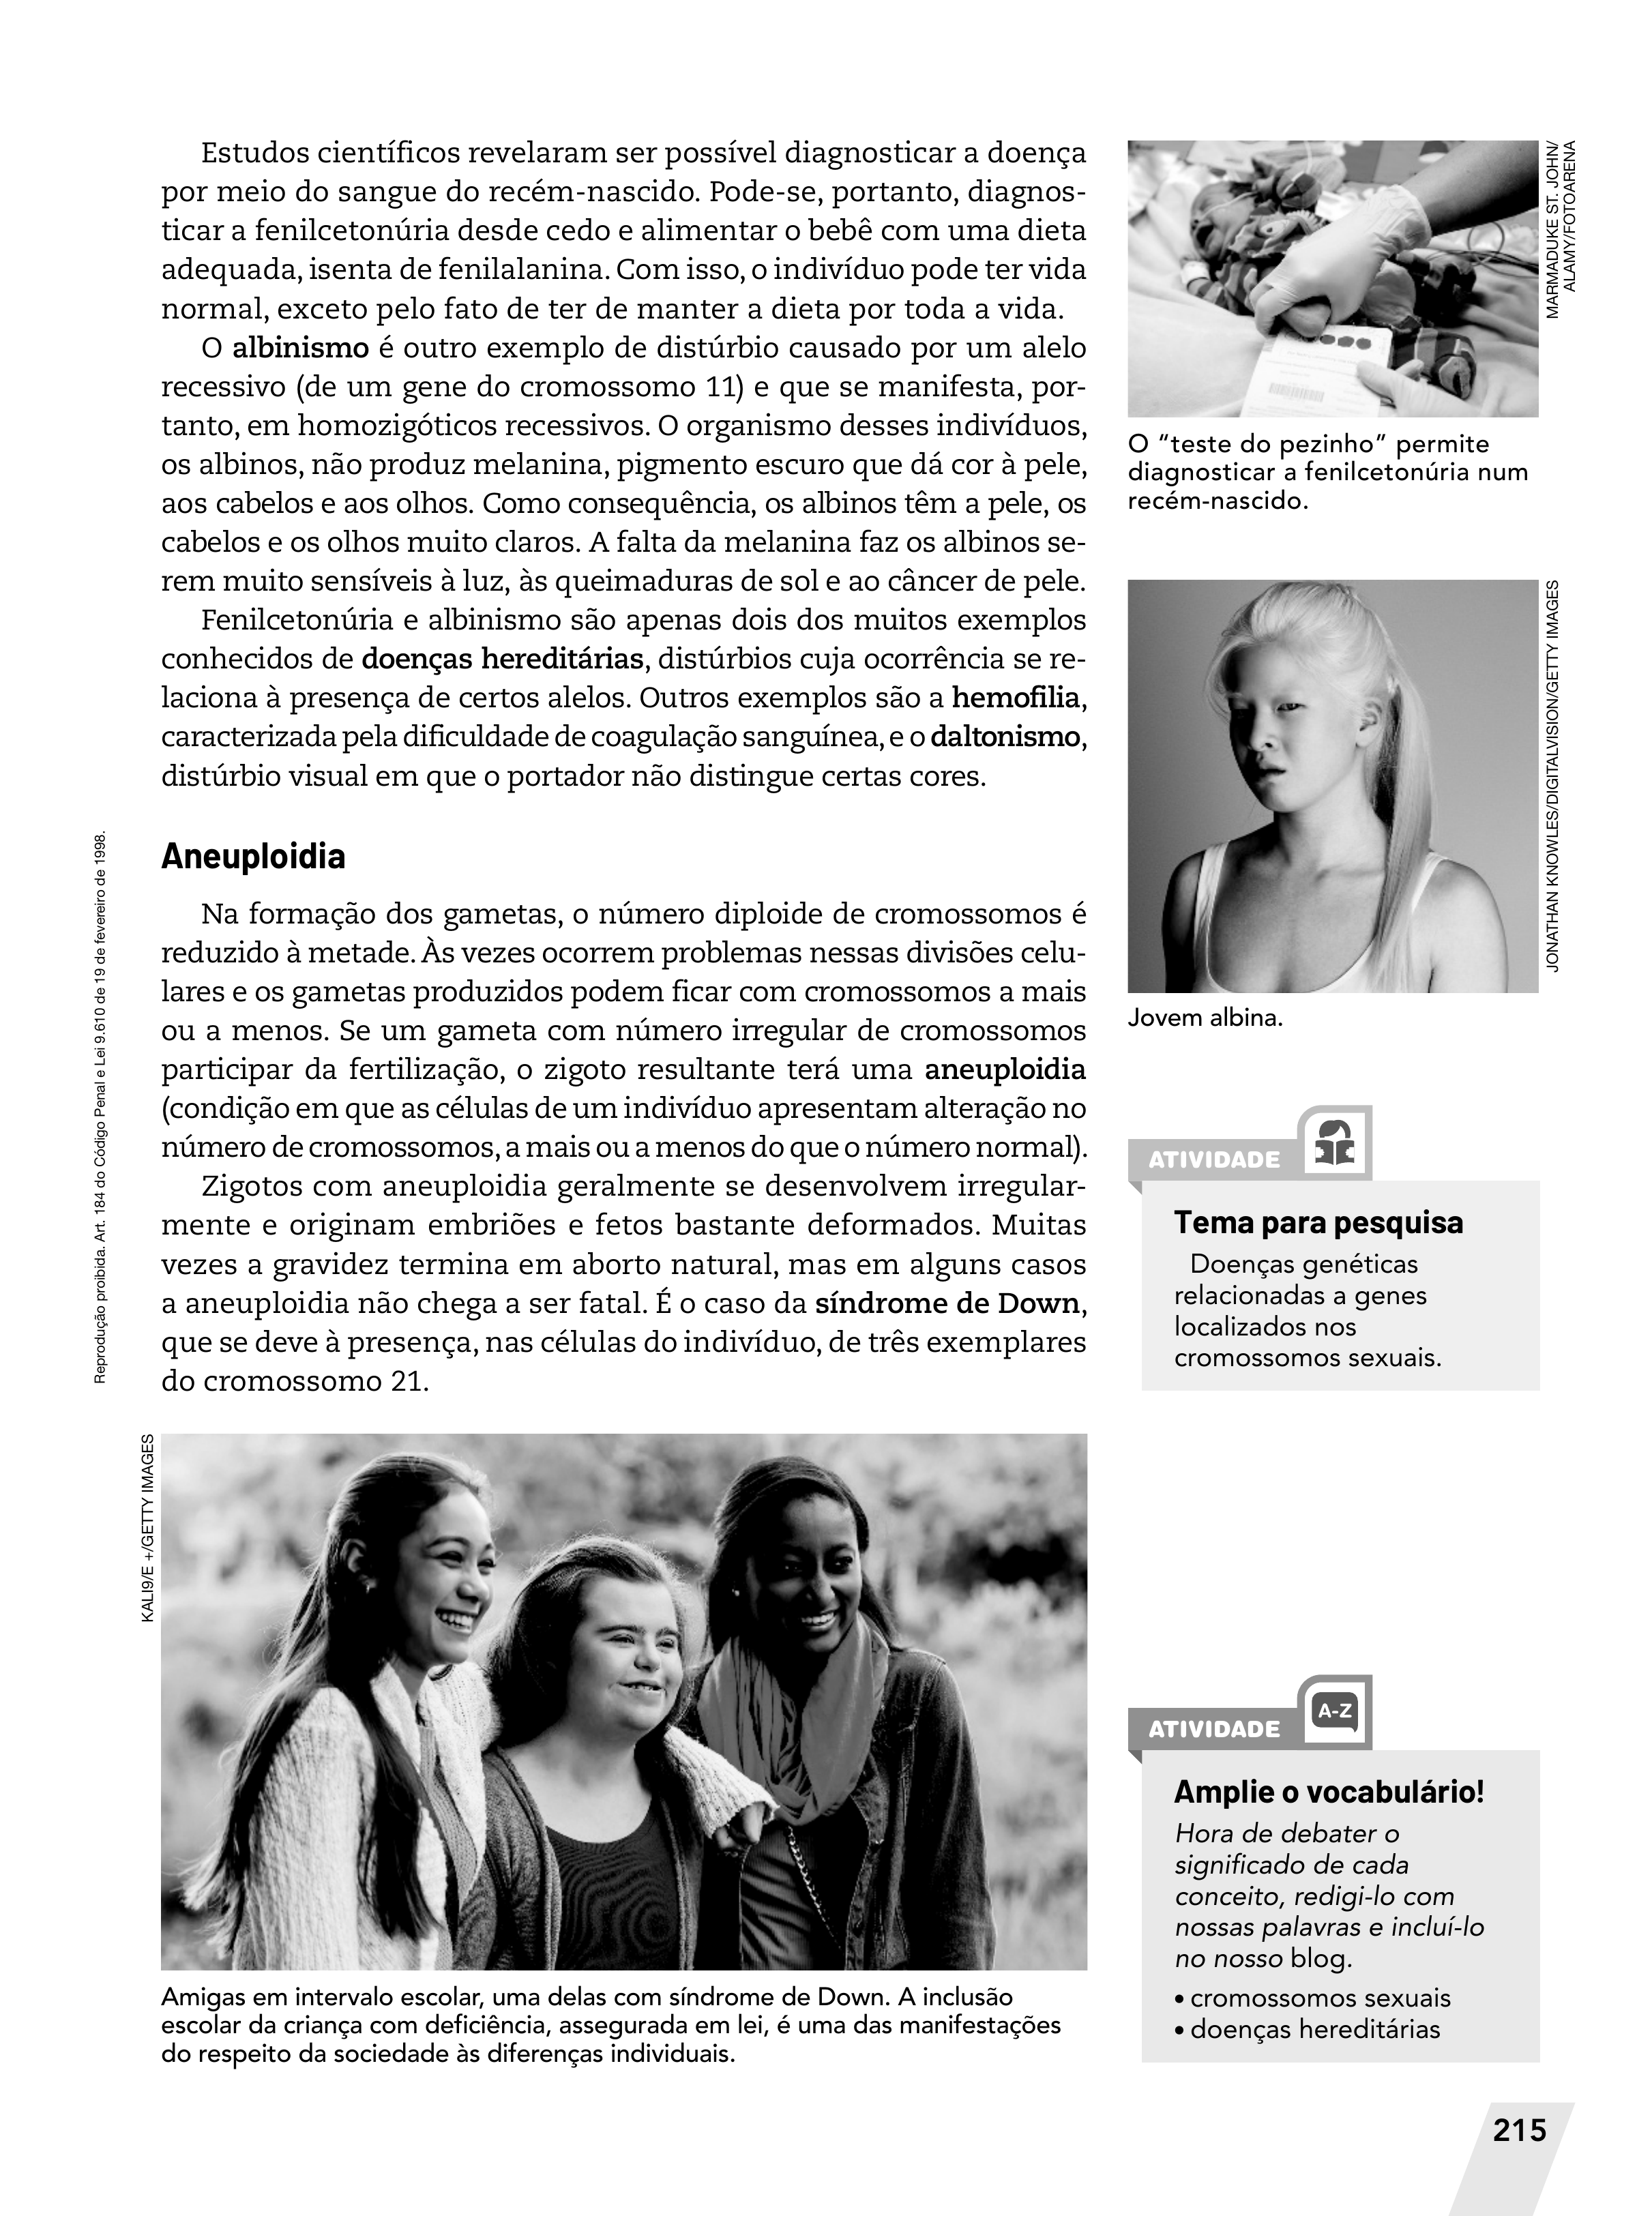 Estudos científicos revelaram ser possível diagnosticar a doença
por meio do sangue do recém-nascido. Pode-se, portanto, diagnos-
ticar a fenilcetonúria desde cedo e alimentar o bebê com uma dieta
adequada, isenta de fenilalanina. Com isso, o indivíduo pode ter vida
normal, exceto pelo fato de ter de manter a dieta por toda a vida.
O albinismo é outro exemplo de distúrbio causado por um alelo
recessivo (de um gene do cromossomo 11) e que se manifesta, por-
tanto, em homozigóticos recessivos. O organismo desses indivíduos,
os albinos, não produz melanina, pigmento escuro que dá cor à pele,
aos cabelos e aos olhos. Como consequência, os albinos têm a pele, os
cabelos e os olhos muito claros. A falta da melanina faz os albinos se-
rem muito sensíveis à luz, às queimaduras de sol e ao câncer de pele.
Fenilcetonúria e albinismo são apenas dois dos muitos exemplos
conhecidos de doenças hereditárias, distúrbios cuja ocorrência se re-
laciona à presença de certos alelos. Outros exemplos são a hemofilia,
caracterizada pela dificuldade de coagulação sanguínea, e o daltonismo,
distúrbio visual em que o portador não distingue certas cores.
Aneuploidia
Na formação dos gametas, o número diploide de cromossomos é
reduzido à metade. Às vezes ocorrem problemas nessas divisões celu-
lares e os gametas produzidos podem ficar com cromossomos a mais
ou a menos. Se um gameta com número irregular de cromossomos
participar da fertilização, o zigoto resultante terá uma aneuploidia
(condição em que as células de um indivíduo apresentam alteração no
número de cromossomos, a mais ou a menos do que o número normal).
Zigotos com aneuploidia geralmente se desenvolvem irregular-
mente e originam embriões e fetos bastante deformados. Muitas
vezes a gravidez termina em aborto natural, mas em alguns casos
a aneuploidia não chega a ser fatal. É o caso da síndrome de Down,
que se deve à presença, nas células do indivíduo, de três exemplares
do cromossomo 21.
KALI9/E +/GETTY IMAGES
Amigas em intervalo escolar, uma delas com síndrome de Down. A inclusão
escolar da criança com deficiência, assegurada em lei, é uma das manifestações
do respeito da sociedade às diferenças individuais.
Reprodução proibida. Art. 184 do Código Penal e Lei 9.610 de 19 de fevereiro de 1998.
MARMADUKE ST. JOHN/
ALAMY/FOTOARENA
O “teste do pezinho” permite
diagnosticar a fenilcetonúria num
recém-nascido.
JONATHAN KNOWLES/DIGITALVISION/GETTY IMAGES
Jovem albina.
ATIVIDADE
Tema para pesquisa
Doenças genéticas
relacionadas a genes
localizados nos
cromossomos sexuais.
ATIVIDADE
A-Z
Amplie o vocabulário!
Hora de debater o
significado de cada
conceito, redigi-lo com
nossas palavras e incluí-lo
no nosso blog.
• cromossomos sexuais
• doenças hereditárias
215